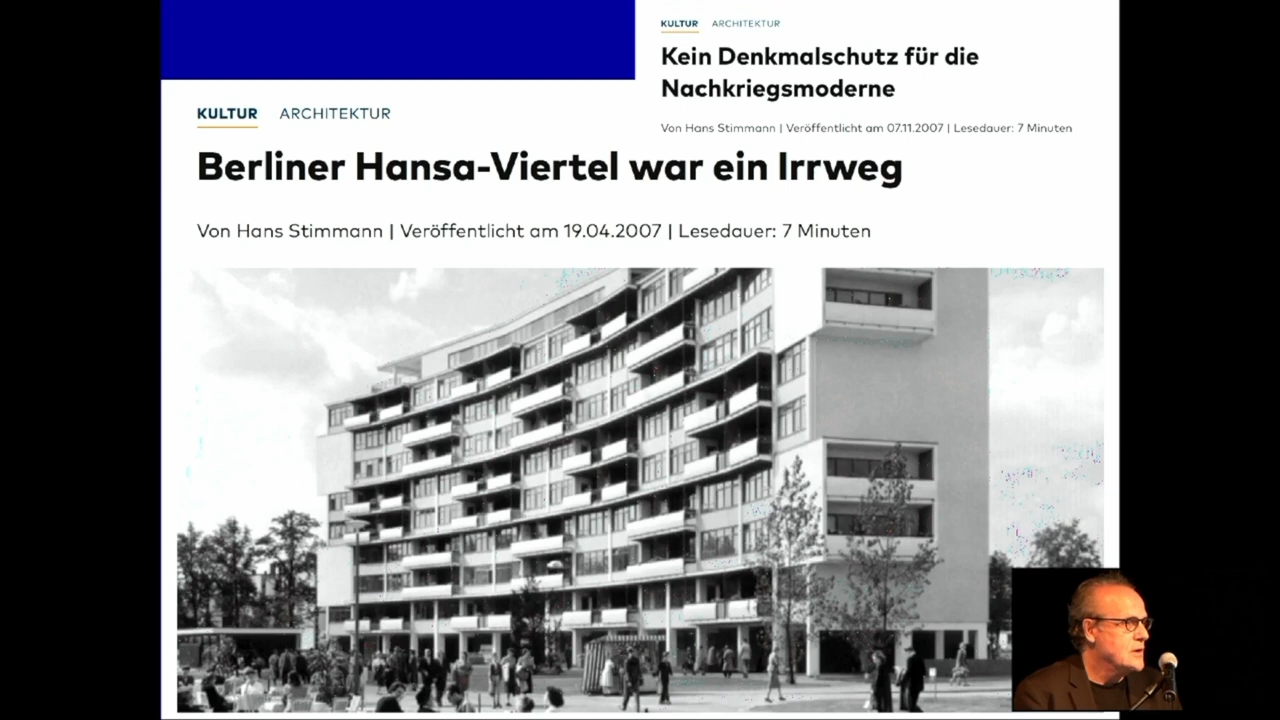 KULTUR ARCHITEKTUR
Kein Denkmalschutz für die
Nachkriegsmoderne
Von Hans Stimmann | Veröffentlicht am 07.11.2007 | Lesedauer: 7 Minuten
KULTUR ARCHITEKTUR
Berliner Hansa-Viertel war ein Irrweg
Von Hans Stimmann | Veröffentlicht am 19.04.2007 | Lesedauer: 7 Minuten